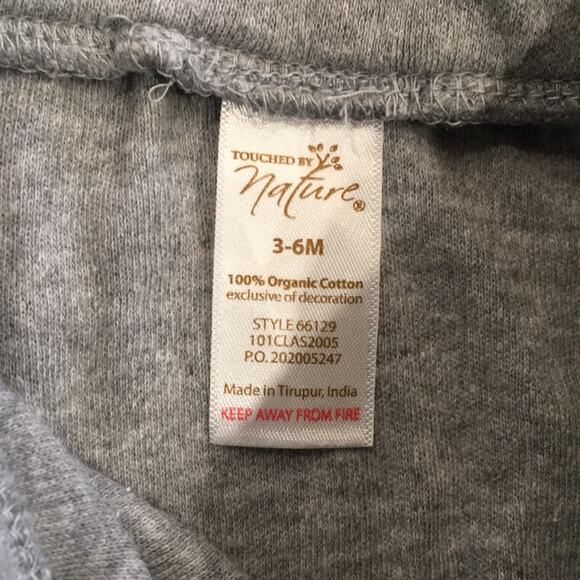 TOUCHED BY
Nature®
3-6M
100% Organic Cotton
exclusive of decoration
STYLE 66129
101CLAS2005
P.O. 202005247
Made in Tirupur, India
KEEP AWAY FROM FIRE